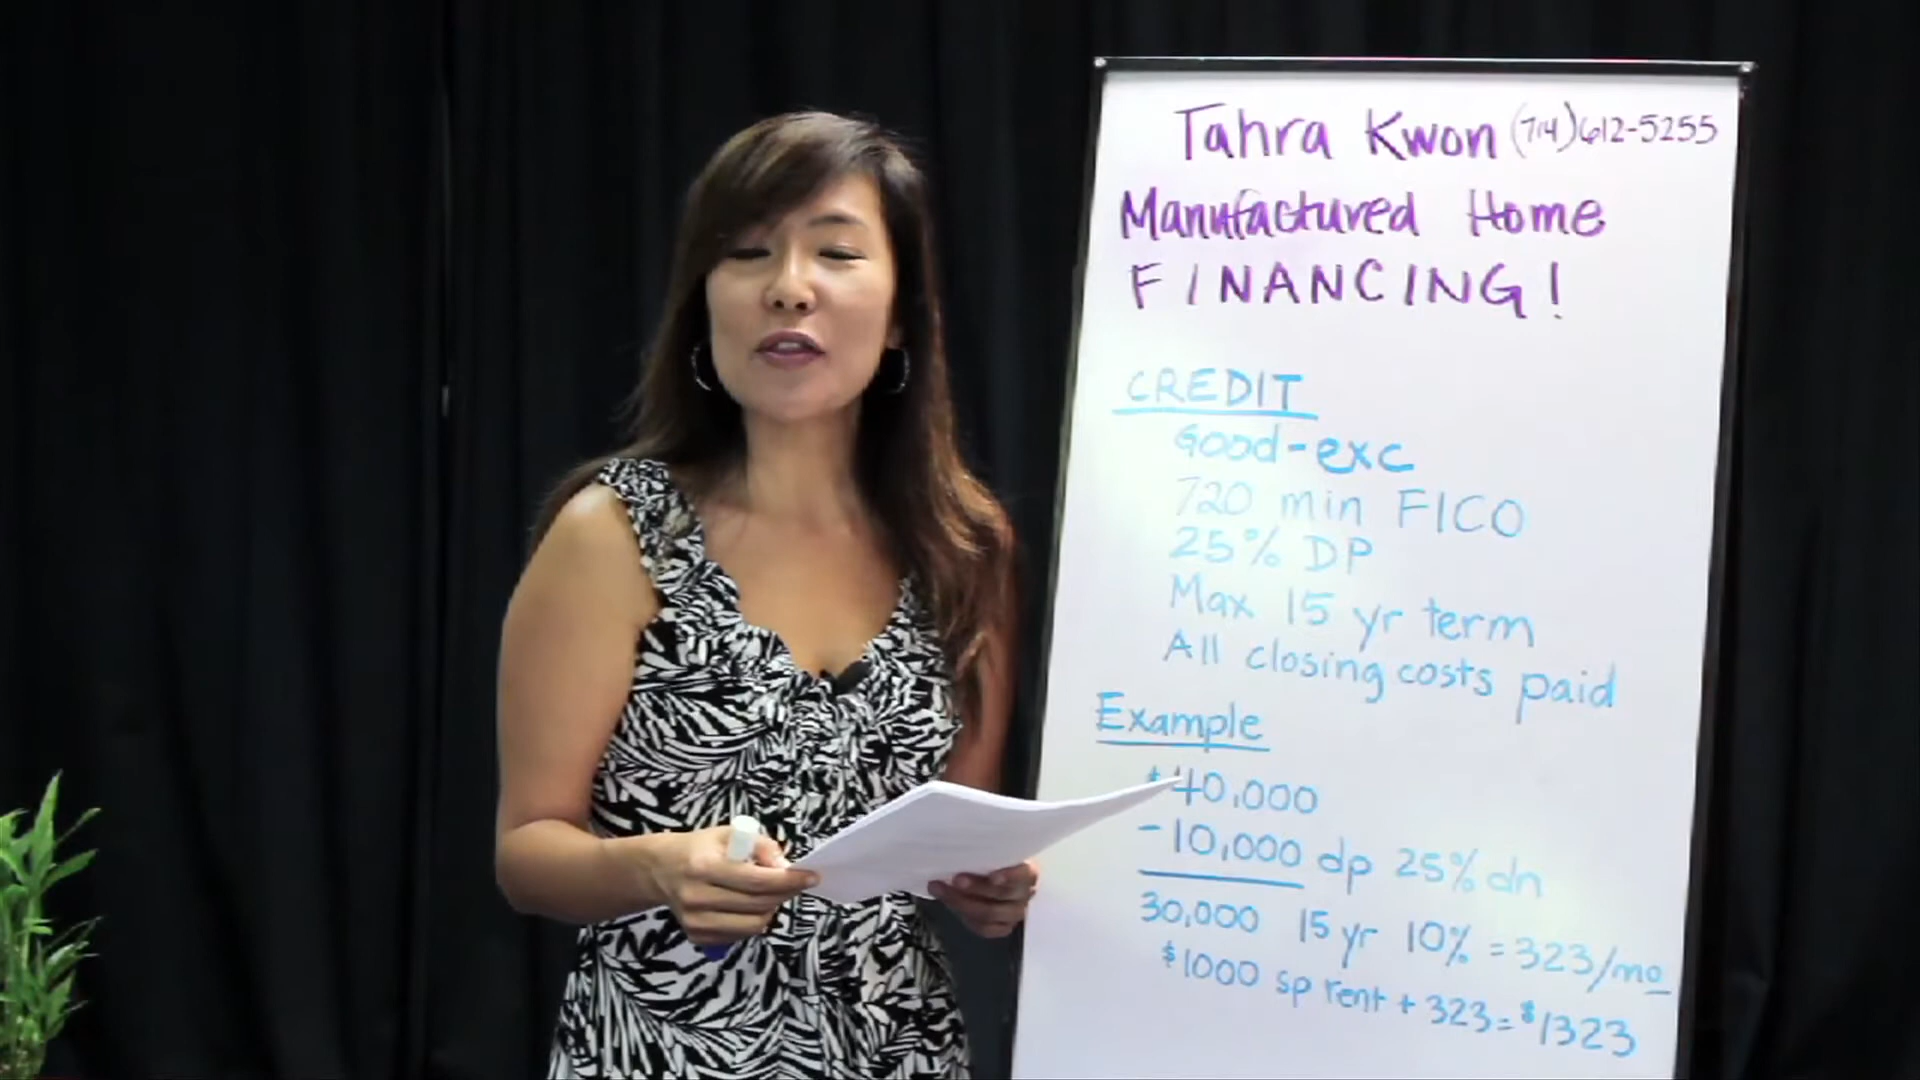 Tahra Kwon (714)612-5255
Manufactured Home
FINANCING!
CREDIT
Good-exc
720 min FICO
25% DP
Max 15 yr term
All closing costs paid
Example
$40,000
-10,000 dp 25% dn
30,000 15 yr 10% = 323/mo
$1000 sp rent + 323 = $1323